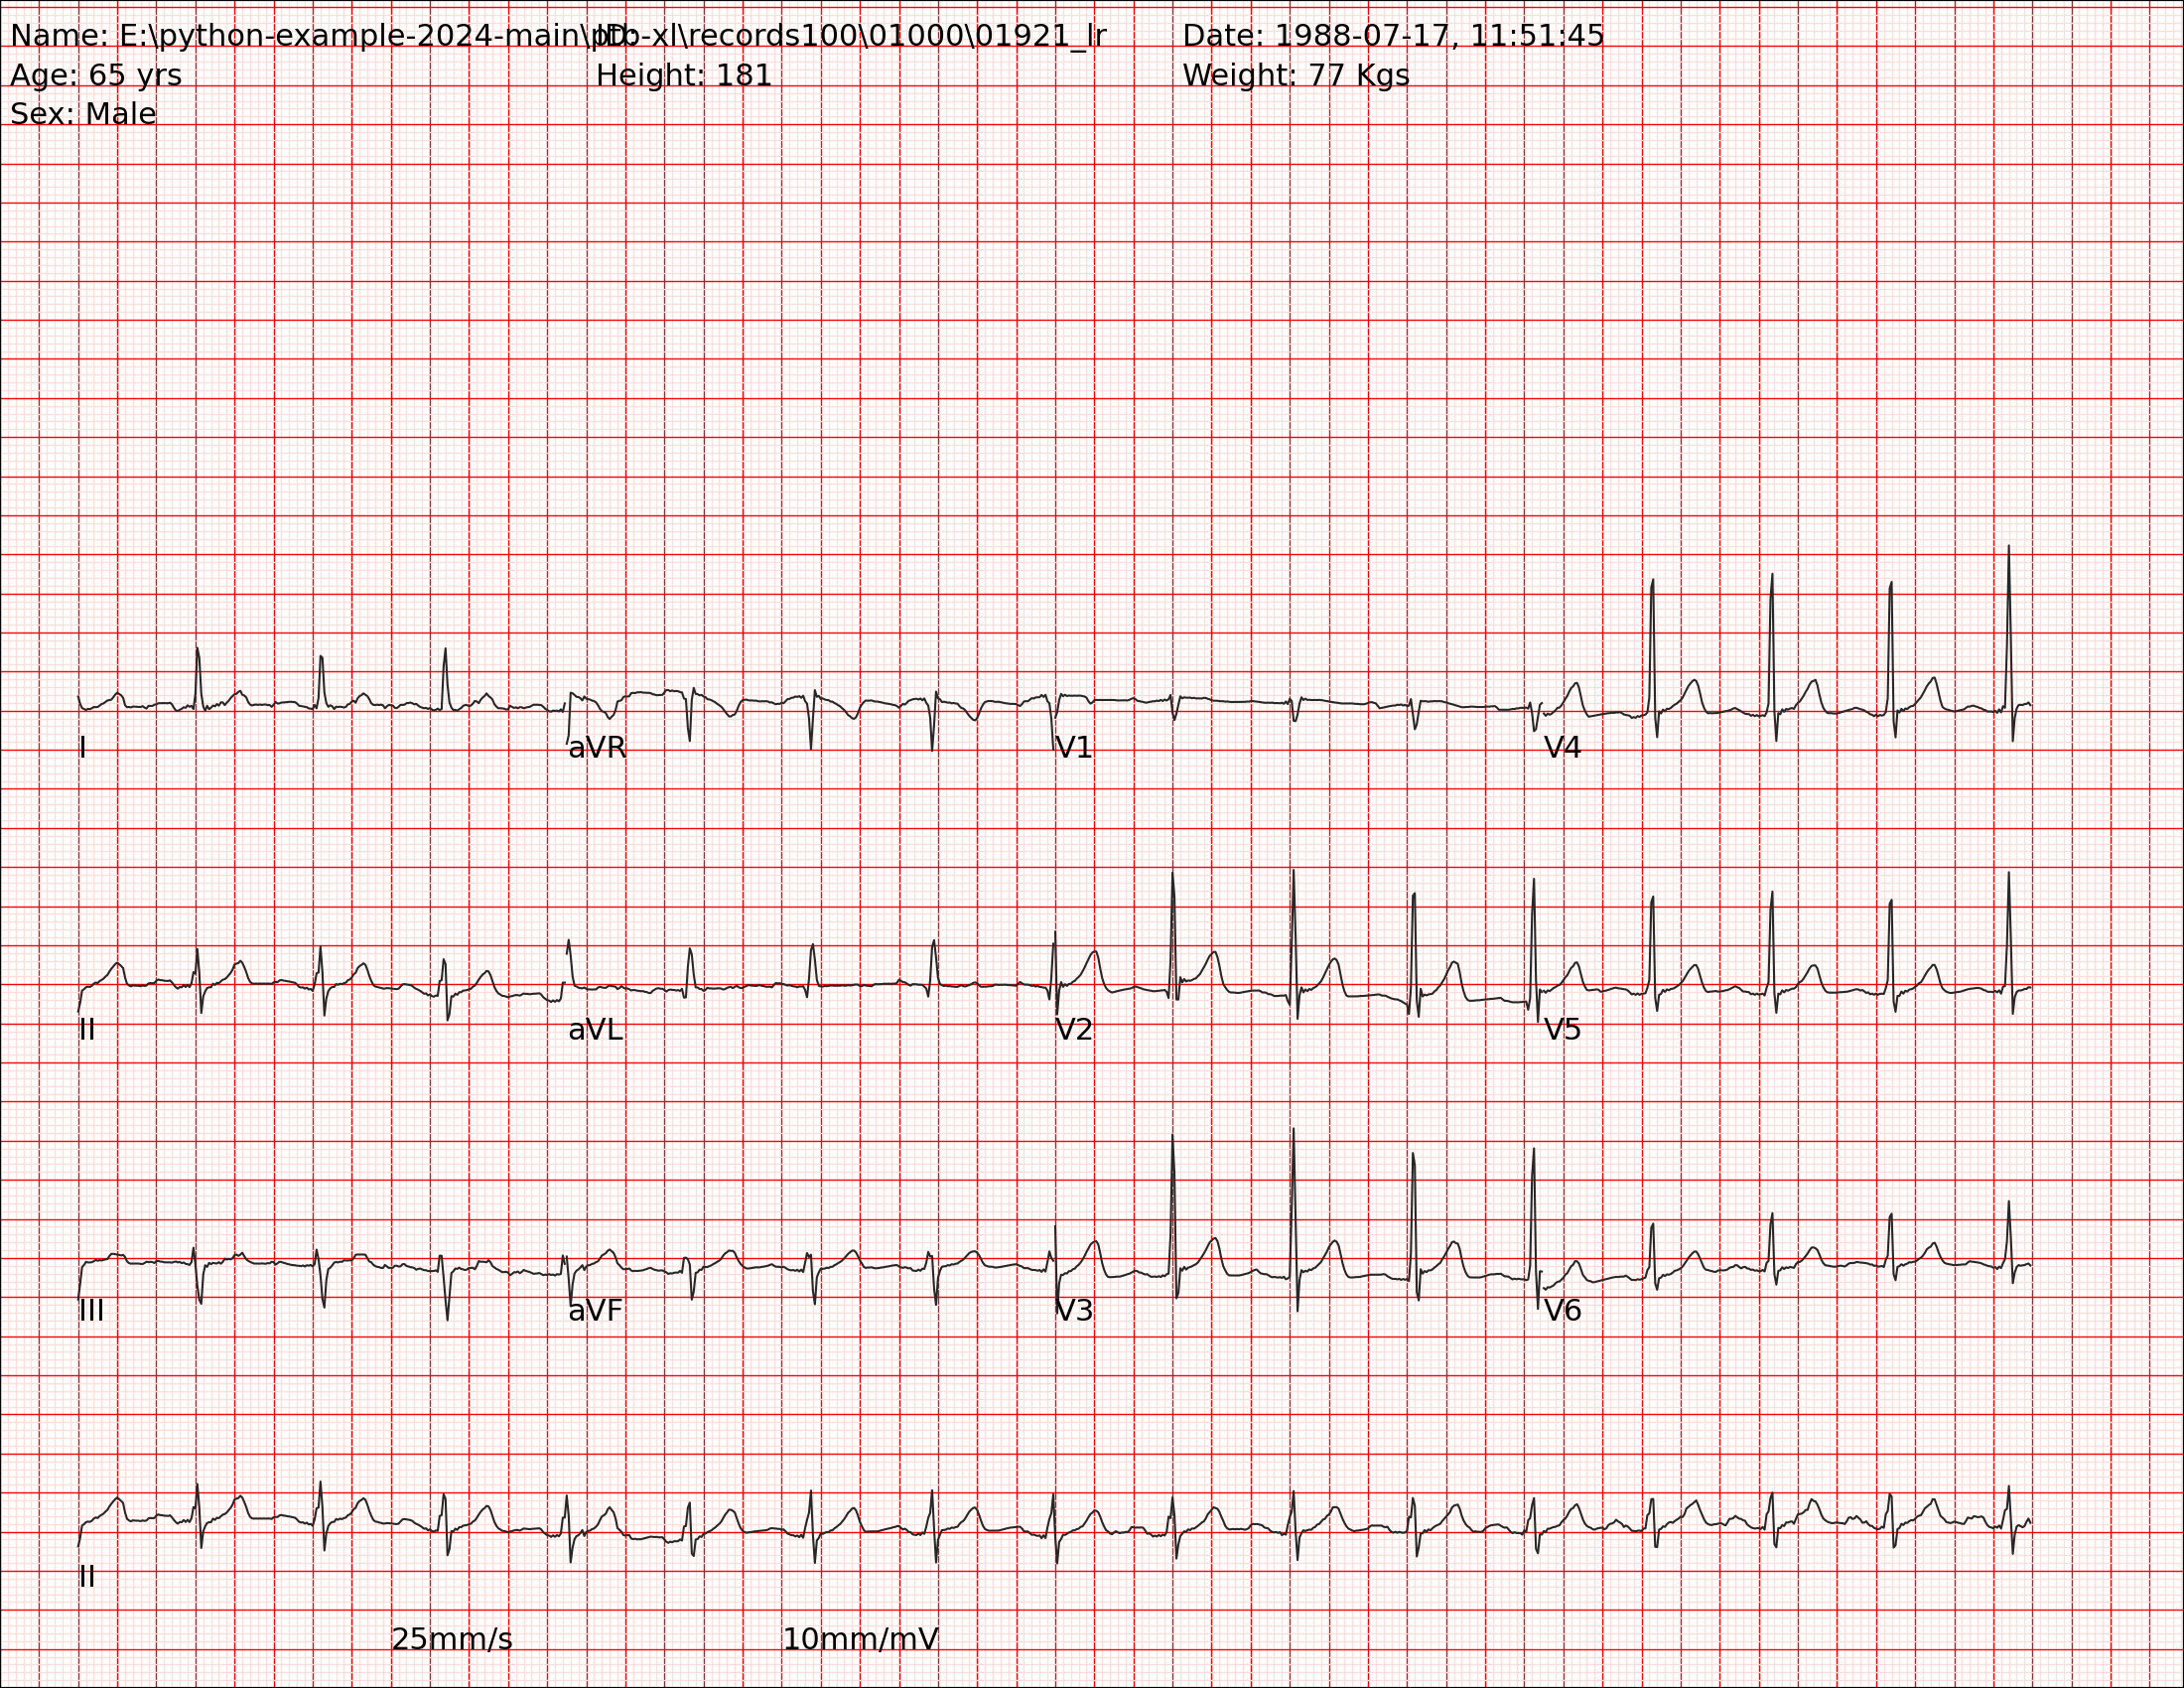 Name: E:\python-example-2024-main\ptb-xl\records100\01000\01921_lr ID: Date: 1988-07-17, 11:51:45
Age: 65 yrs Height: 181 Weight: 77 Kgs
Sex: Male
I aVR V1 V4
II aVL V2 V5
III aVF V3 V6
II
25mm/s 10mm/mV